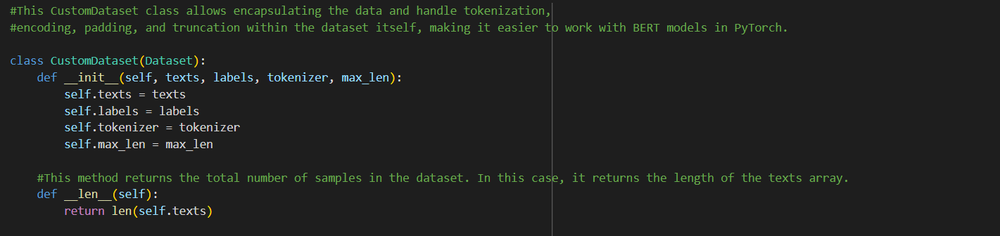 #This CustomDataset class allows encapsulating the data and handle tokenization,
#encoding, padding, and truncation within the dataset itself, making it easier to work with BERT models in PyTorch.
class CustomDataset(Dataset):
    def __init__(self, texts, labels, tokenizer, max_len):
        self.texts = texts
        self.labels = labels
        self.tokenizer = tokenizer
        self.max_len = max_len
    #This method returns the total number of samples in the dataset. In this case, it returns the length of the texts array.
    def __len__(self):
        return len(self.texts)